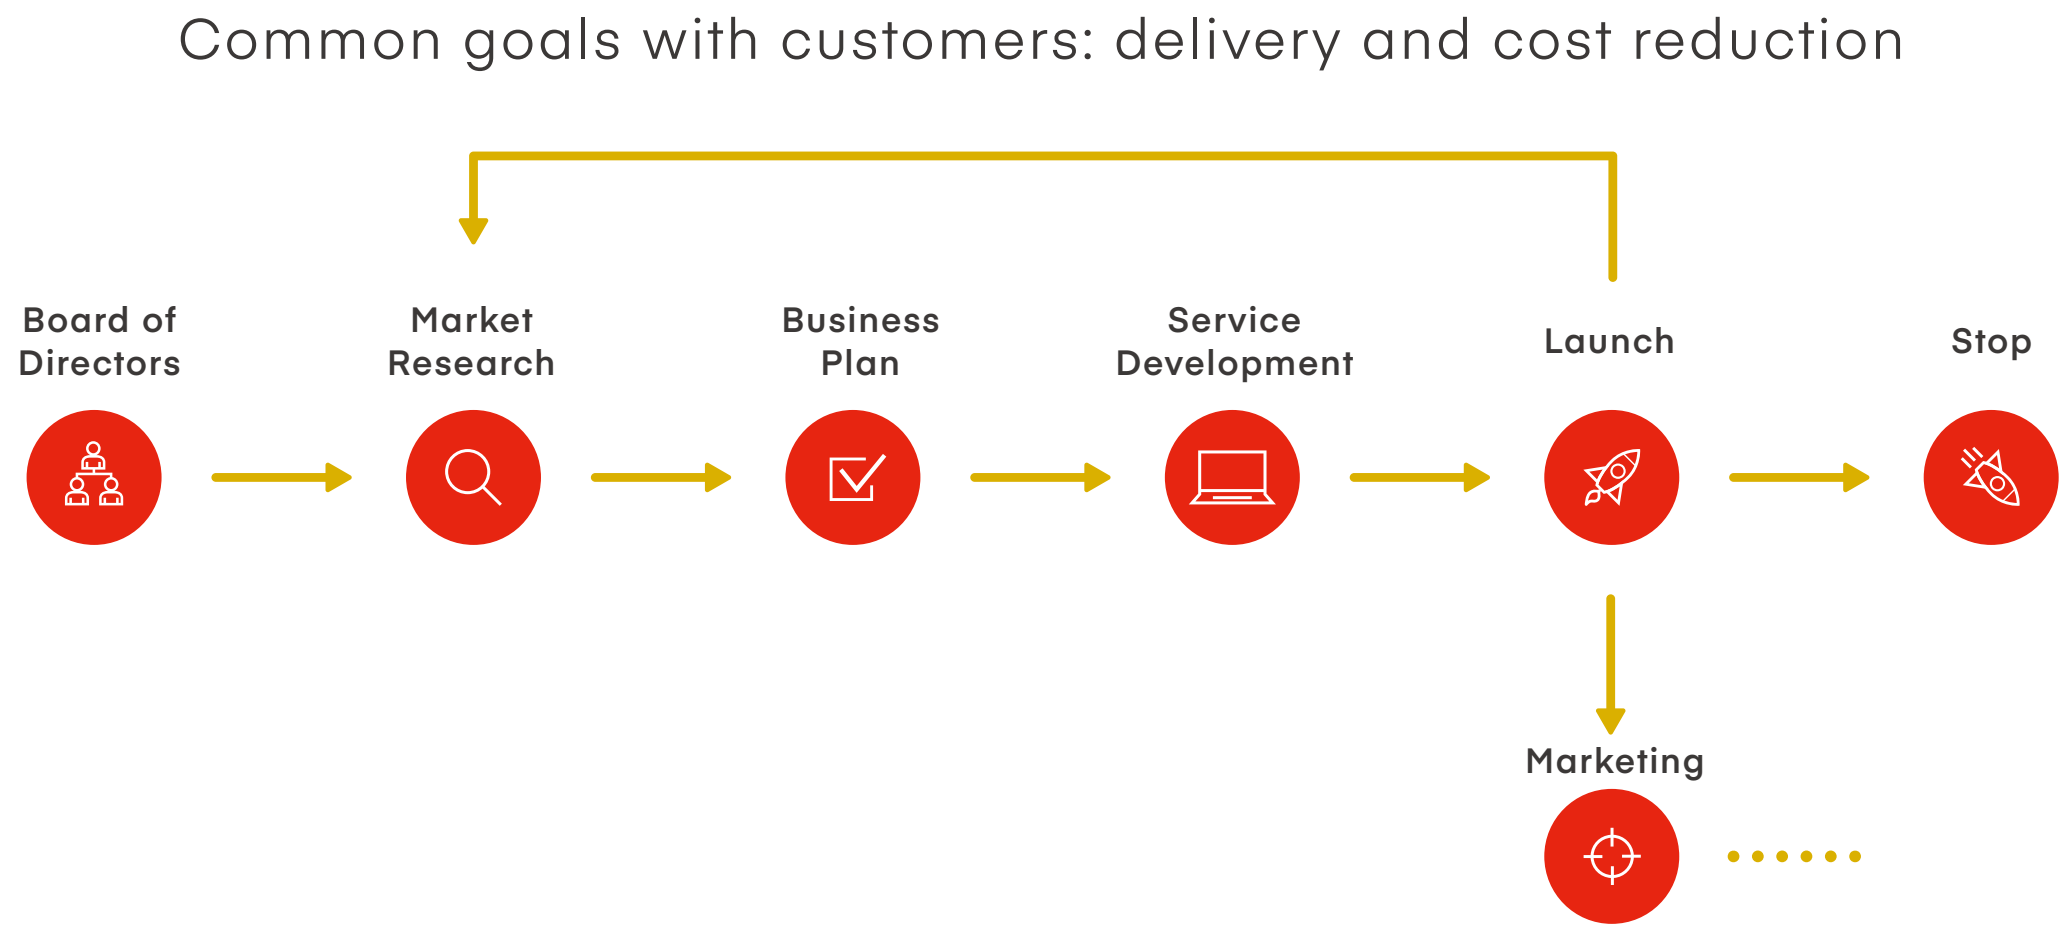 Common goals with customers: delivery and cost reduction
Board of
Directors
Market
Research
Business
Plan
Service
Development
Launch
Stop
Marketing